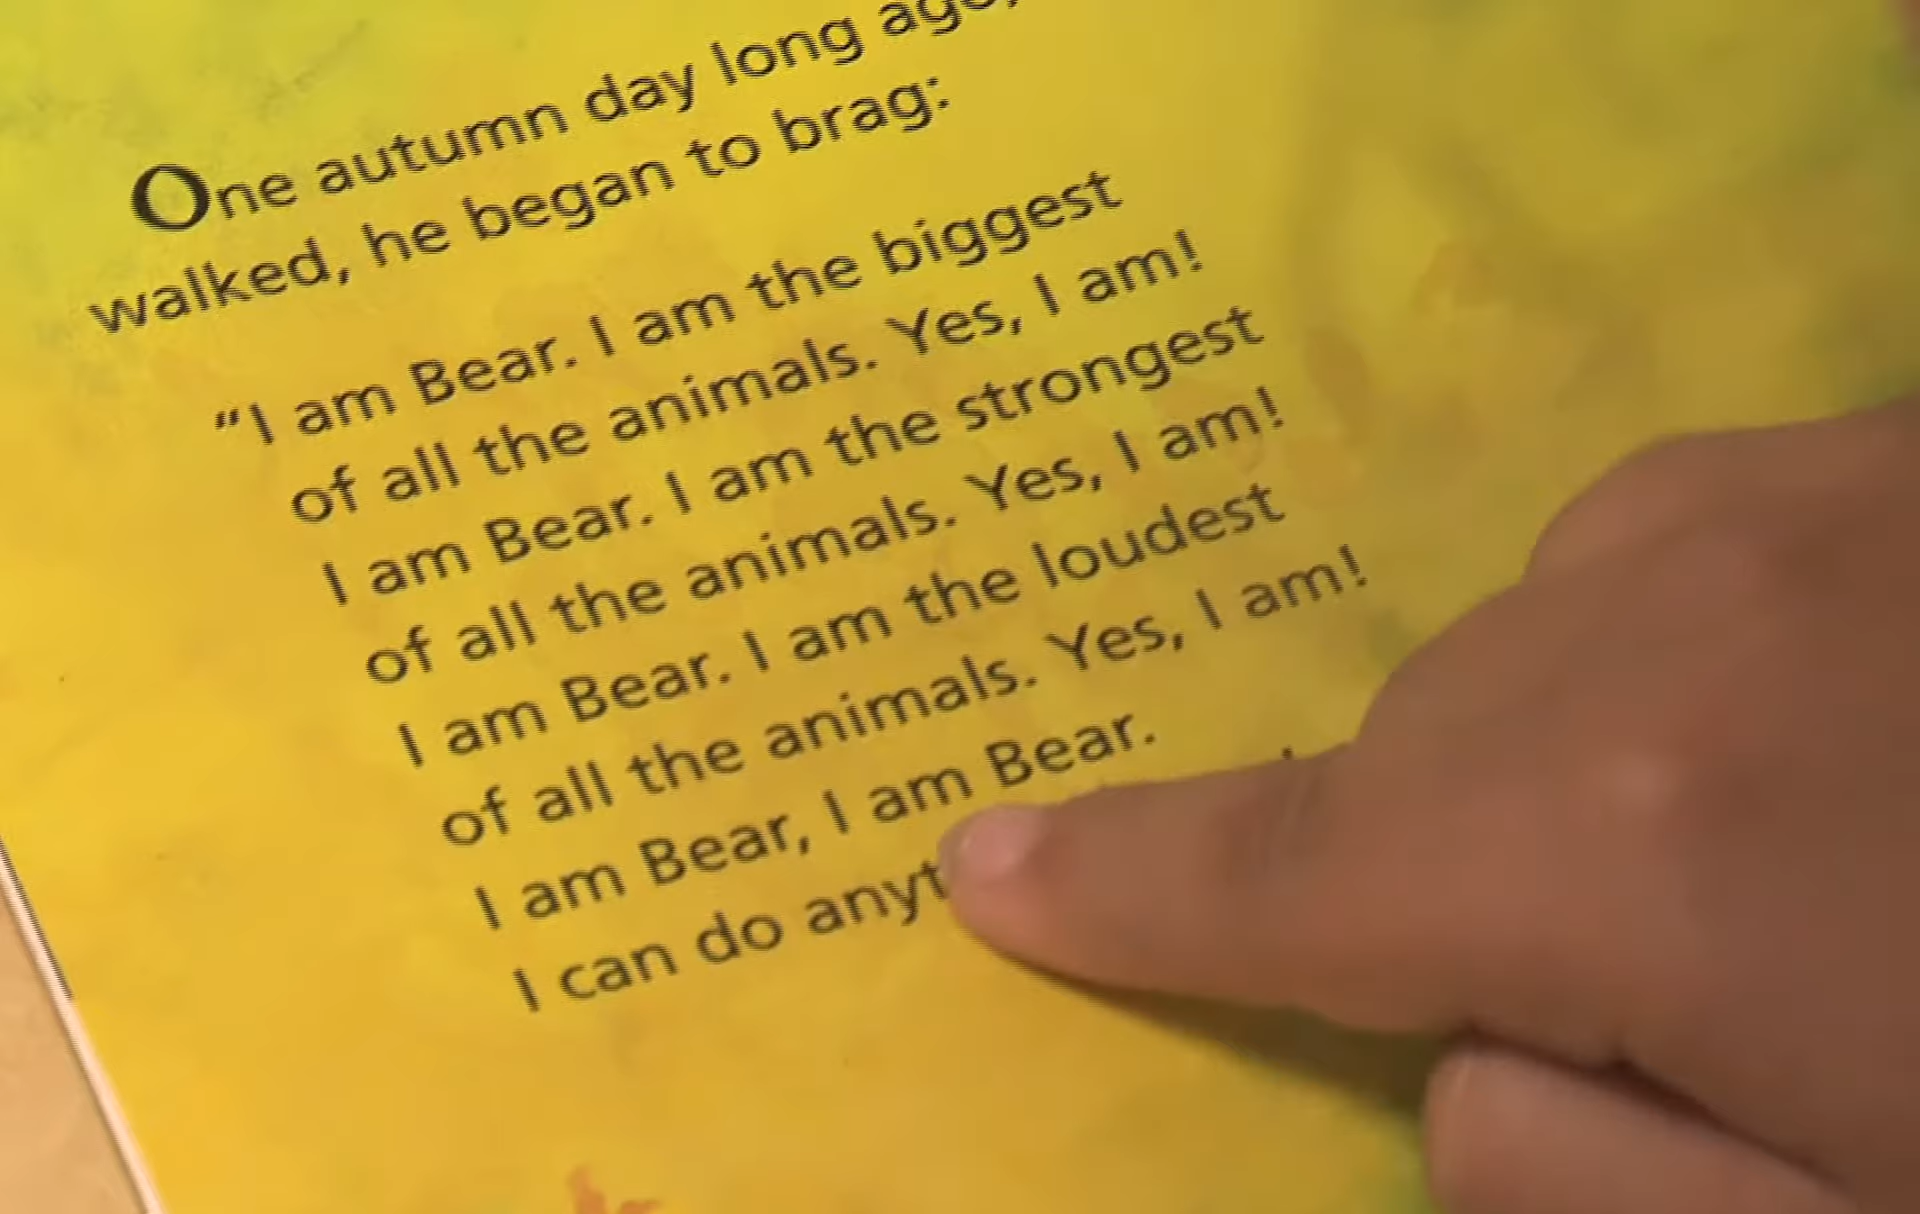 One autumn day long ago,
walked, he began to brag:
“I am Bear. I am the biggest
of all the animals. Yes, I am!
I am Bear. I am the strongest
of all the animals. Yes, I am!
I am Bear. I am the loudest
of all the animals. Yes, I am!
I am Bear, I am Bear.
I can do